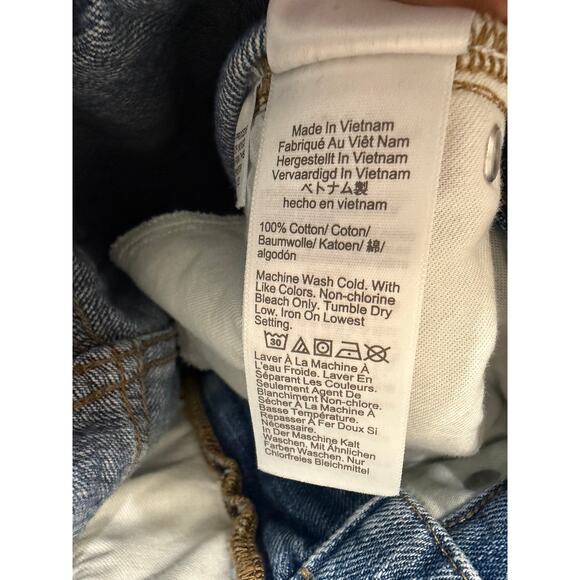 Made In Vietnam
Fabriqué Au Viêt Nam
Hergestellt In Vietnam
Vervaardigd In Vietnam
ベトナム製
hecho en vietnam
100% Cotton/ Coton/
Baumwolle/ Katoen/ 綿/
algodón
Machine Wash Cold. With
Like Colors. Non-chlorine
Bleach Only. Tumble Dry
Low. Iron On Lowest
Setting.
30
Laver À La Machine À
L'eau Froide. Laver En
Séparant Les Couleurs.
Seulement Agent De
Blanchiment Non-chlore.
Sécher À La Machine À
Basse Température.
Repasser À Fer Doux Si
Nécessaire.
In Der Maschine Kalt
Waschen. Mit Ähnlichen
Farben Waschen. Nur
Chlorfreies Bleichmittel